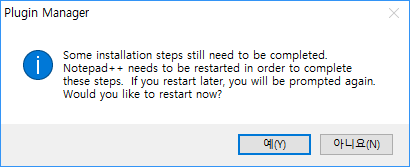 Plugin Manager
Some installation steps still need to be completed.
Notepad++ needs to be restarted in order to complete
these steps.  If you restart later, you will be prompted again.
Would you like to restart now?
예(Y)
아니요(N)